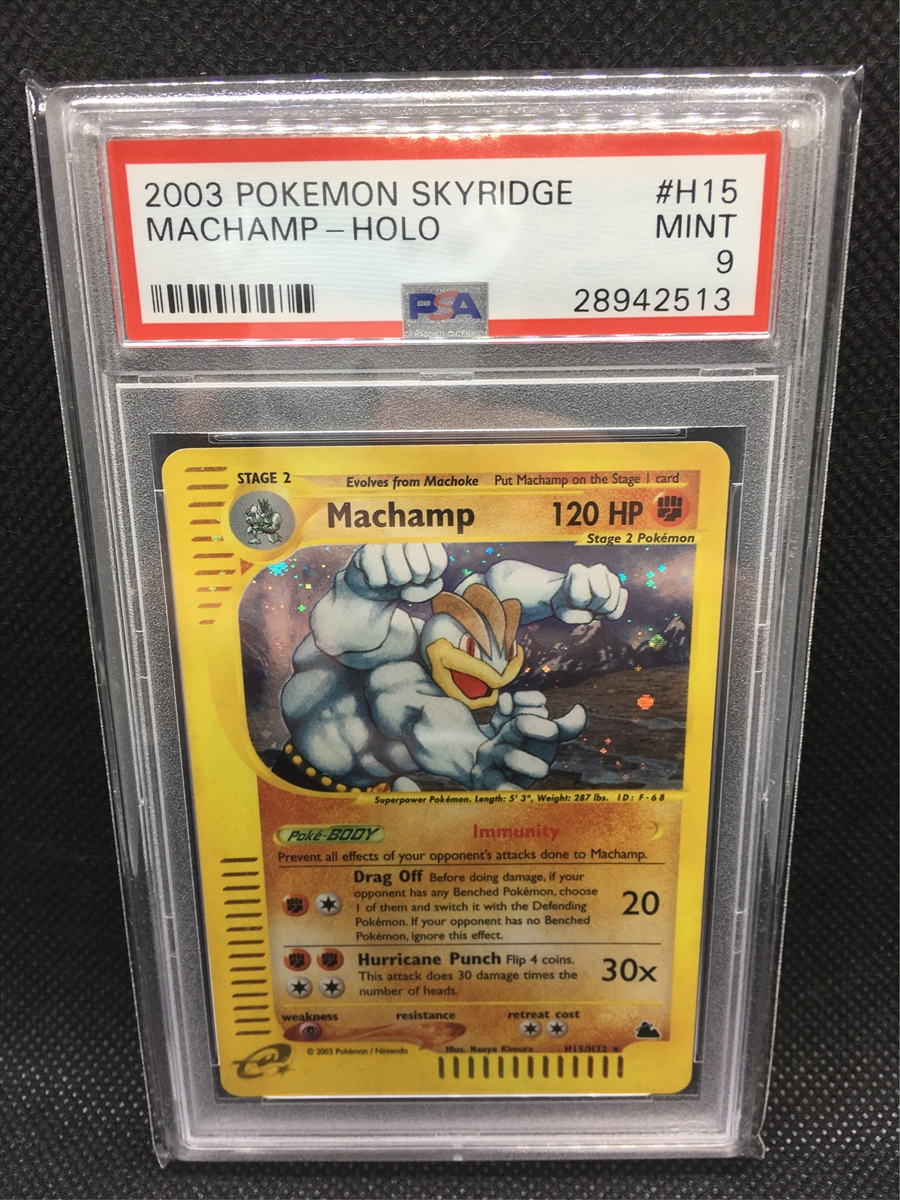 2003 POKEMON SKYRIDGE #H15
MACHAMP – HOLO MINT
9
PSA 28942513
STAGE 2 Evolves from Machoke Put Machamp on the Stage 1 card
Machamp 120 HP
Stage 2 Pokémon
Superpower Pokémon. Length: 5' 3", Weight: 287 lbs. ID: F-68
Poké-BODY Immunity
Prevent all effects of your opponent's attacks done to Machamp.
Drag Off Before doing damage, if your
opponent has any Benched Pokémon, choose
1 of them and switch it with the Defending 20
Pokémon. If your opponent has no Benched
Pokémon, ignore this effect.
Hurricane Punch Flip 4 coins.
This attack does 30 damage times the 30x
number of heads.
weakness resistance retreat cost
© 2003 Pokémon / Nintendo Illus. Naoyo Kimura H15/H32